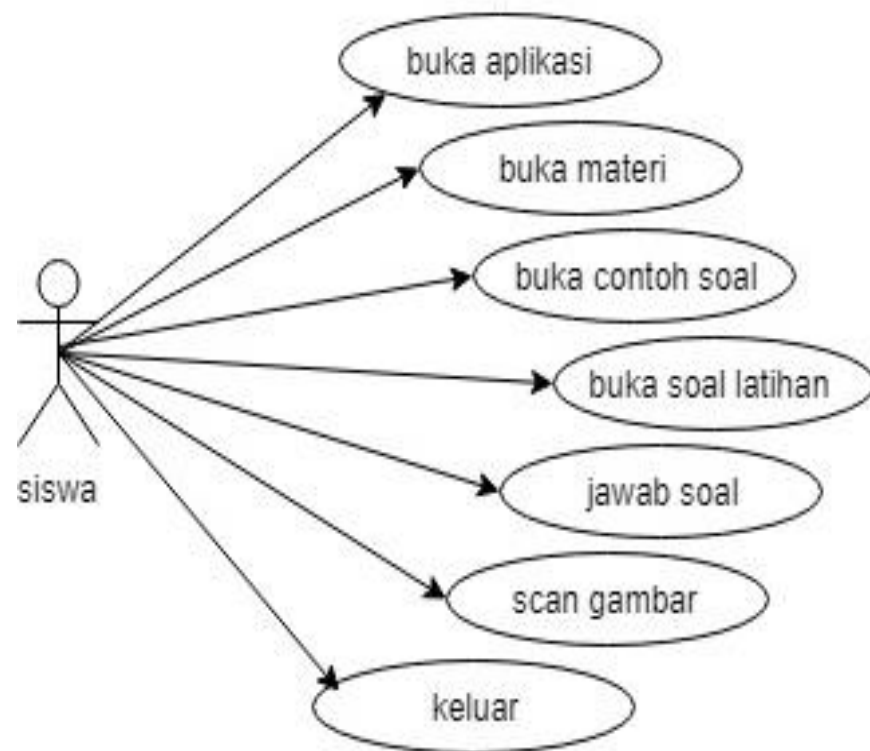 buka aplikasi
buka materi
buka contoh soal
buka soal latihan
siswa
jawab soal
scan gambar
keluar